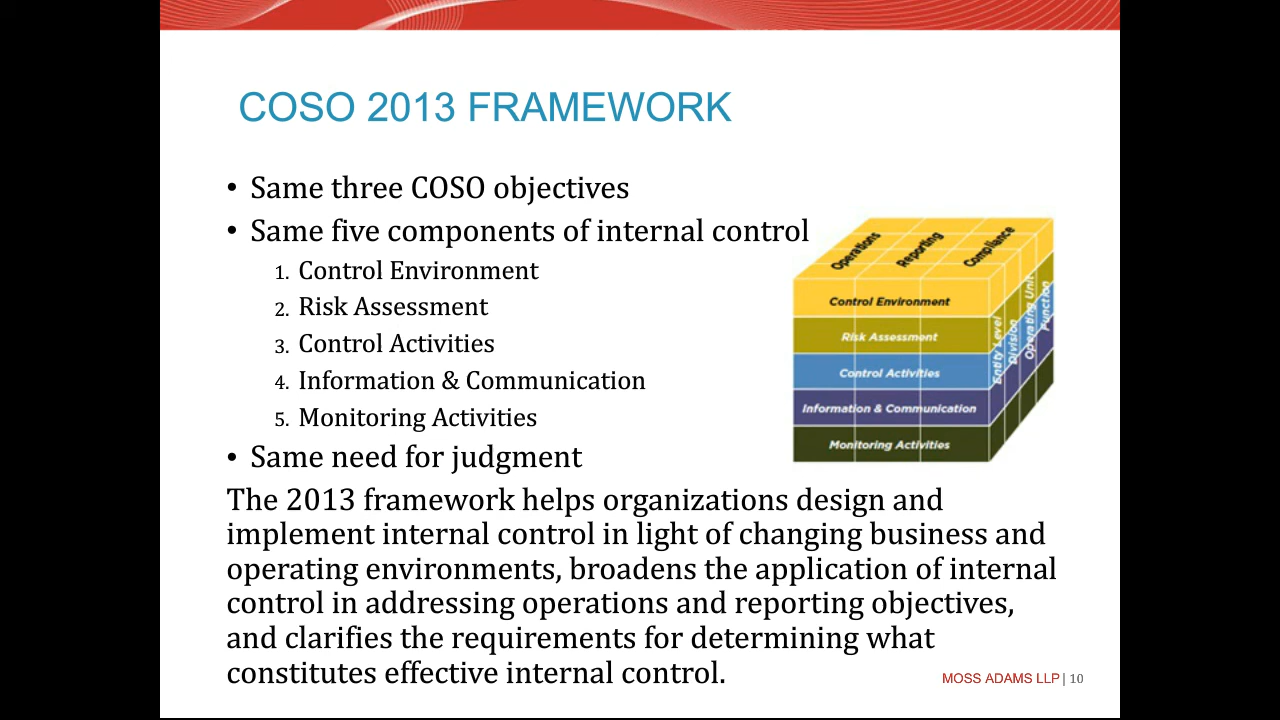 COSO 2013 FRAMEWORK
• Same three COSO objectives
• Same five components of internal control
1. Control Environment
2. Risk Assessment
3. Control Activities
4. Information & Communication
5. Monitoring Activities
• Same need for judgment
The 2013 framework helps organizations design and
implement internal control in light of changing business and
operating environments, broadens the application of internal
control in addressing operations and reporting objectives,
and clarifies the requirements for determining what
constitutes effective internal control.
Operations
Reporting
Compliance
Control Environment
Risk Assessment
Control Activities
Information & Communication
Monitoring Activities
Entity Level
Division
Operating Unit
Function
MOSS ADAMS LLP | 10